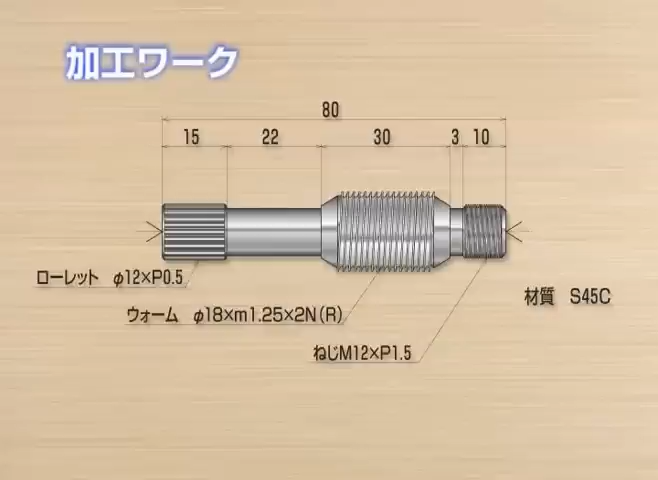 加工ワーク
80
15 22 30 3 10
ローレット φ12×P0.5
ウォーム φ18×m1.25×2N(R)
材質 S45C
ねじM12×P1.5